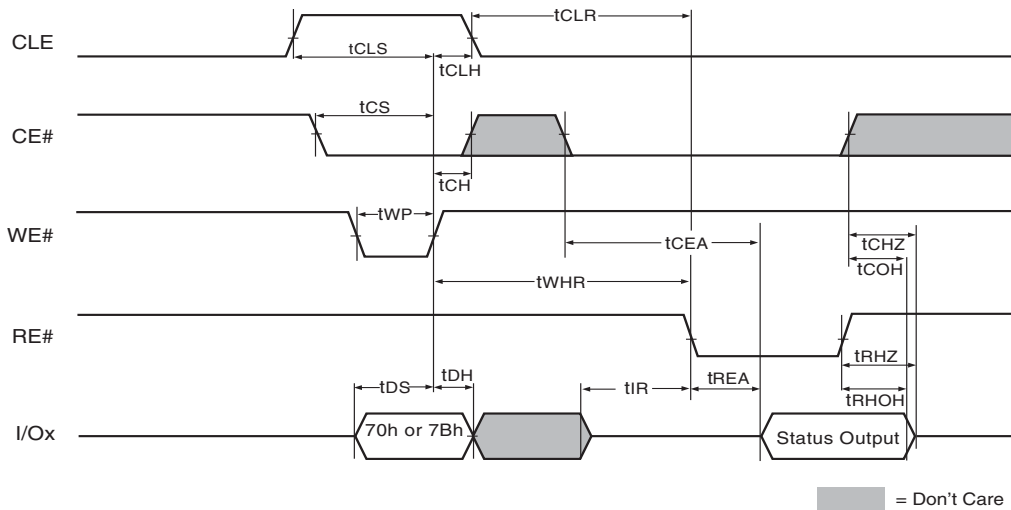 tCLR
CLE
tCLS
tCLH
tCS
CE#
tCH
tWP
WE#
tCEA
tCHZ
tCOH
tWHR
RE#
tRHZ
tDH
tDS
tIR
tREA
tRHOH
I/Ox
70h or 7Bh
Status Output
= Don't Care